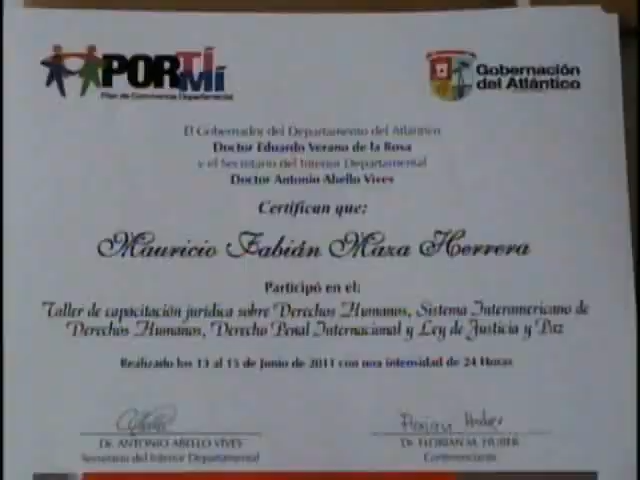 PORTÍ
MÍ
Plan de Convivencia Departamental
Gobernación
del Atlántico
El Gobernador del Departamento del Atlántico
Doctor Eduardo Verano de la Rosa
y el Secretario del Interior Departamental
Doctor Antonio Abello Vives
Certifican que:
Mauricio Fabián Maza Herrera
Participó en el:
Taller de capacitación jurídica sobre Derechos Humanos, Sistema Interamericano de
Derechos Humanos, Derecho Penal Internacional y Ley de Justicia y Paz
Realizado los 13 al 15 de Junio de 2011 con una intensidad de 24 Horas
Florian Huber
Dr. ANTONIO ABELLO VIVES
Secretario del Interior Departamental
Dr. FLORIAN M. HUBER
Conferencista